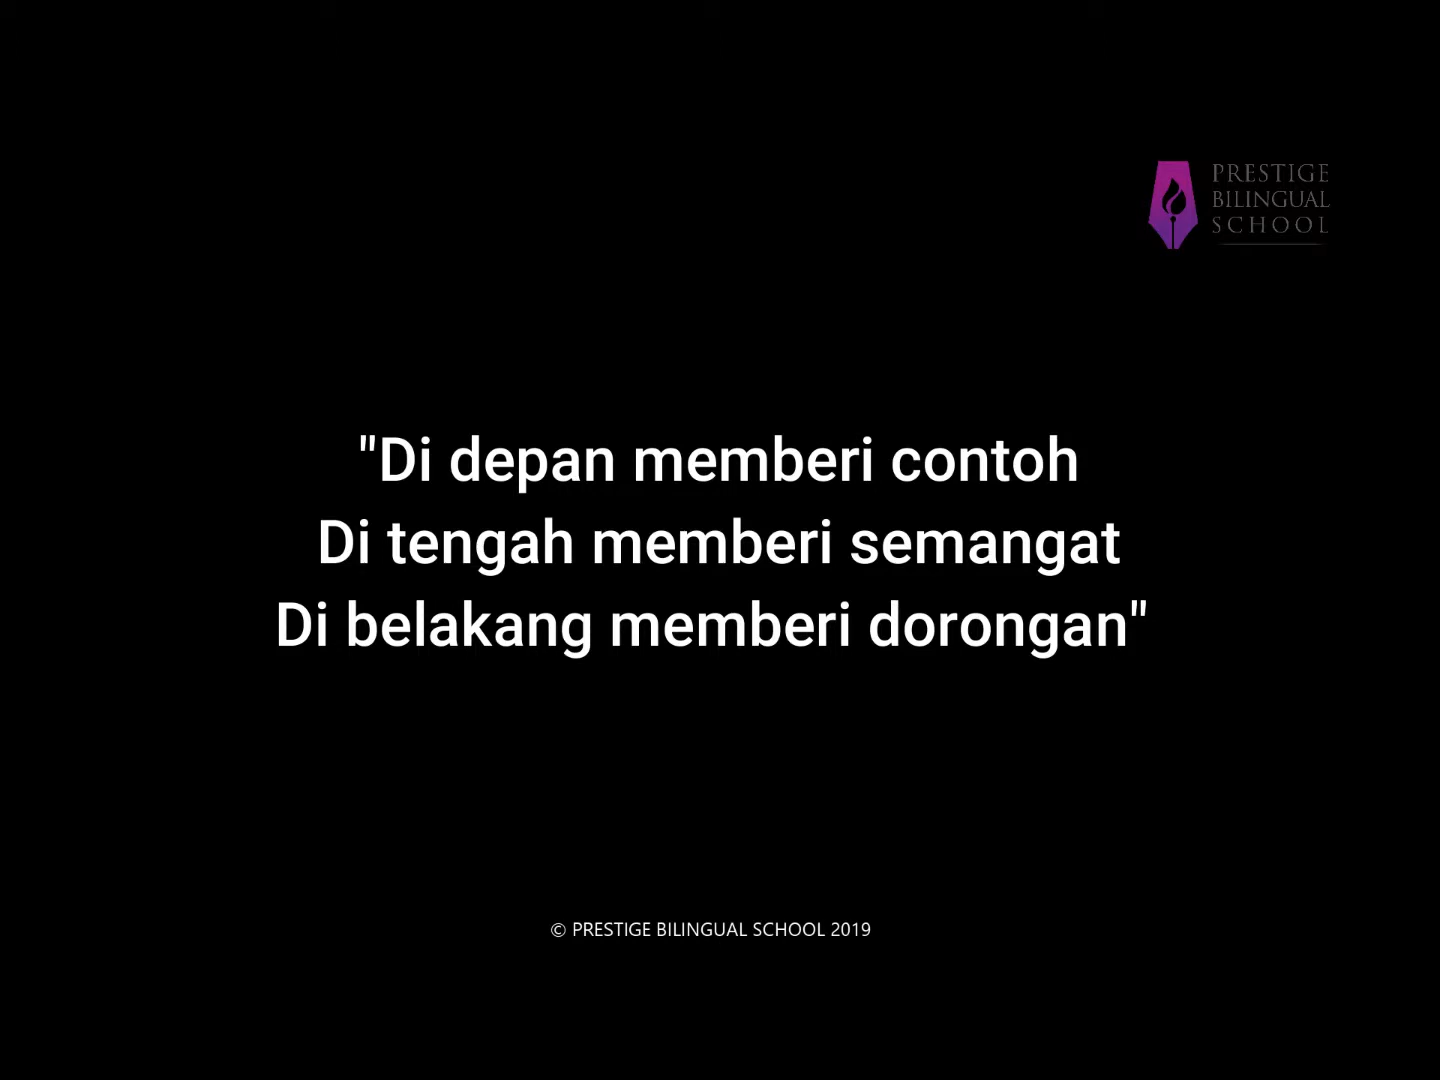 PRESTIGE
BILINGUAL
SCHOOL
"Di depan memberi contoh
Di tengah memberi semangat
Di belakang memberi dorongan"
© PRESTIGE BILINGUAL SCHOOL 2019